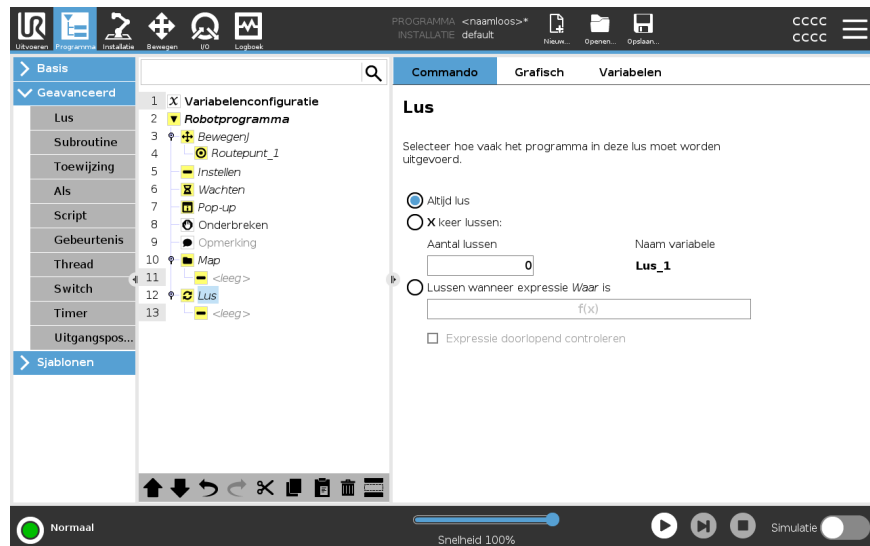 PROGRAMMA <naamloos>*
INSTALLATIE default
CCCC
CCCC
Uitvoeren Programma Installatie Bewegen I/O Logboek Nieuw... Openen... Opslaan...
Basis
Geavanceerd
Lus
Subroutine
Toewijzing
Als
Script
Gebeurtenis
Thread
Switch
Timer
Uitgangspos...
Sjablonen
1 X Variabelenconfiguratie
2 Robotprogramma
3 BewegenJ
4 Routepunt_1
5 Instellen
6 Wachten
7 Pop-up
8 Onderbreken
9 Opmerking
10 Map
11 <leeg>
12 Lus
13 <leeg>
Commando Grafisch Variabelen
Lus
Selecteer hoe vaak het programma in deze lus moet worden
uitgevoerd.
Altijd lus
X keer lussen:
Aantal lussen Naam variabele
0 Lus_1
Lussen wanneer expressie Waar is
f(x)
Expressie doorlopend controleren
Normaal
Snelheid 100%
Simulatie